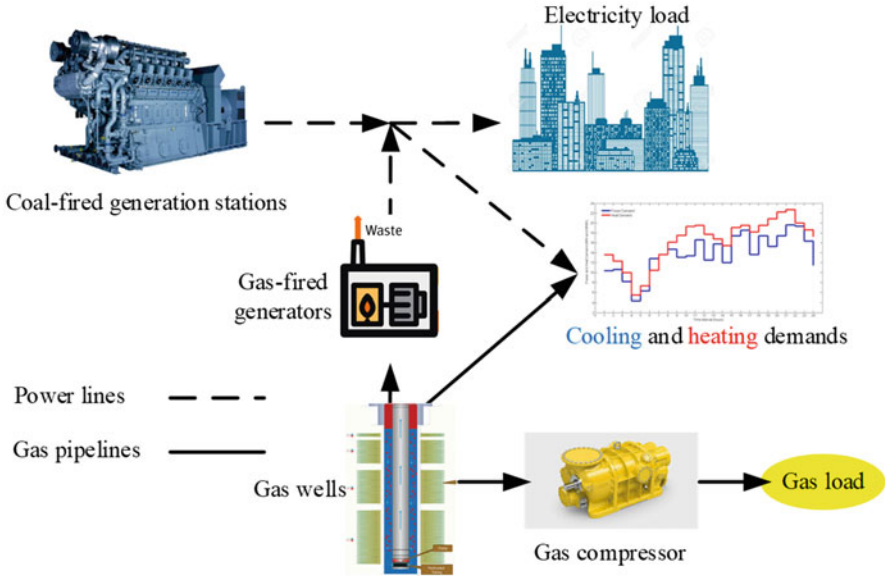 Electricity load
Coal-fired generation stations
Waste
Gas-fired
generators
Cooling and heating demands
Power lines
Gas pipelines
Gas wells
Gas compressor
Gas load